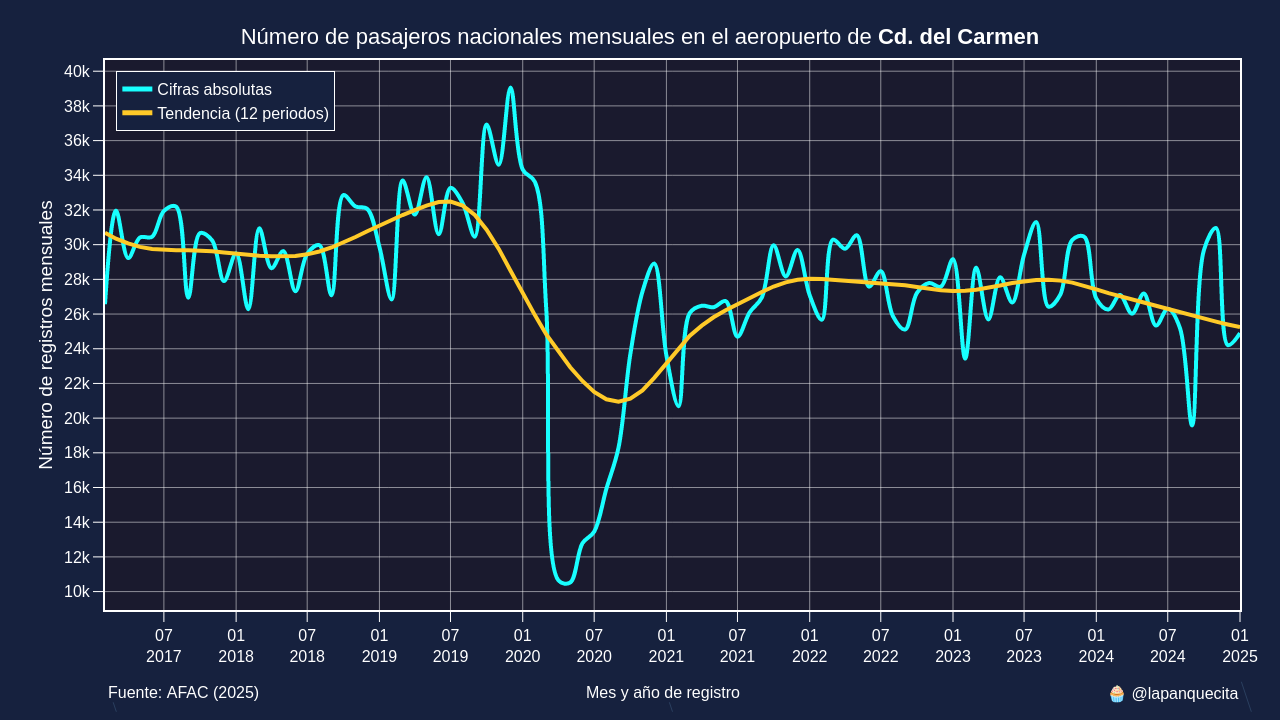 Número de pasajeros nacionales mensuales en el aeropuerto de Cd. del Carmen
Cifras absolutas
Tendencia (12 periodos)
Número de registros mensuales
40k
38k
36k
34k
32k
30k
28k
26k
24k
22k
20k
18k
16k
14k
12k
10k
07 01 07 01 07 01 07 01 07 01 07 01 07 01 07 01
2017 2018 2018 2019 2019 2020 2020 2021 2021 2022 2022 2023 2023 2024 2024 2025
Fuente: AFAC (2025) Mes y año de registro 🧁 @lapanquecita